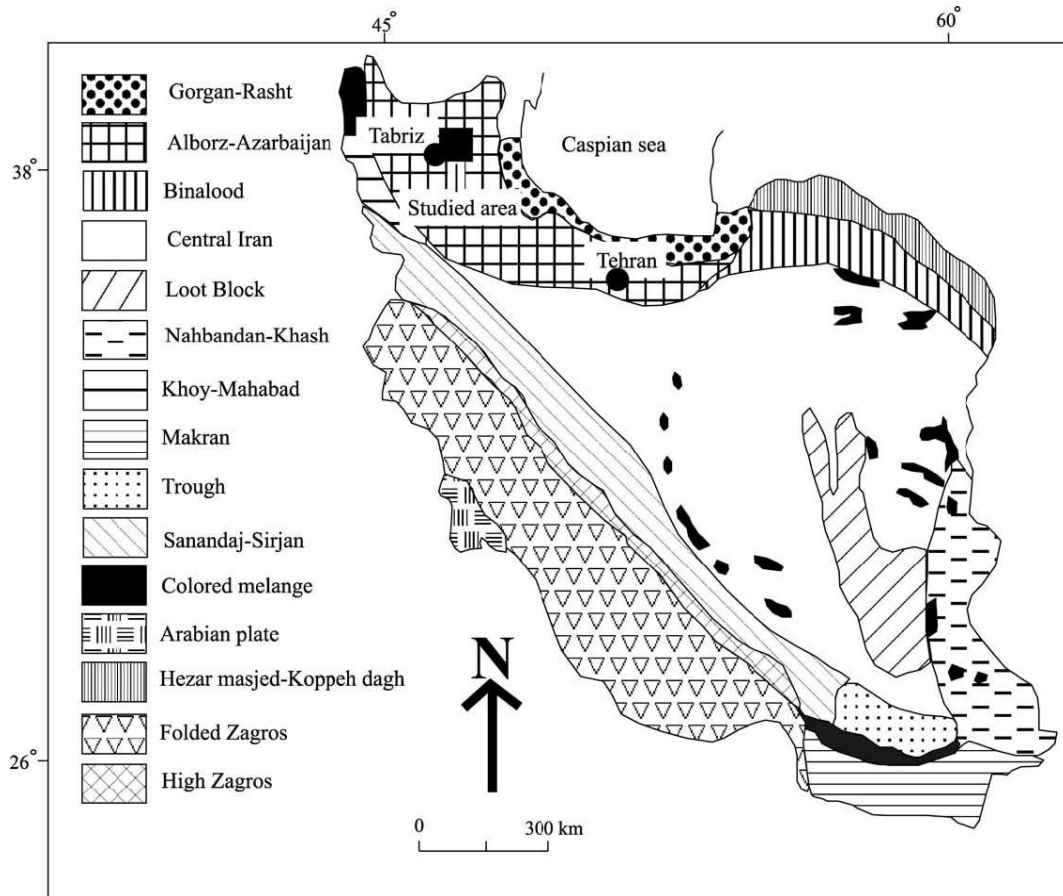 45°
60°
38°
26°
Gorgan-Rasht
Alborz-Azarbaijan
Binalood
Central Iran
Loot Block
Nahbandan-Khash
Khoy-Mahabad
Makran
Trough
Sanandaj-Sirjan
Colored melange
Arabian plate
Hezar masjed-Koppeh dagh
Folded Zagros
High Zagros
Tabriz
Caspian sea
Studied area
Tehran
N
0
300 km